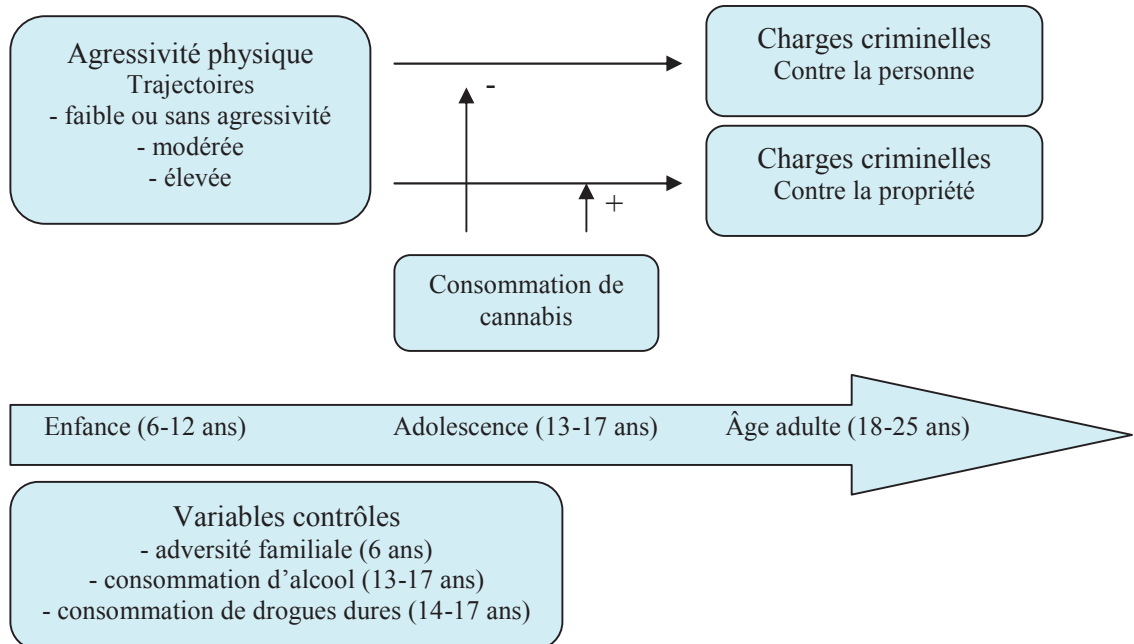 Agressivité physique
Trajectoires
- faible ou sans agressivité
- modérée
- élevée
-
+
Charges criminelles
Contre la personne
Charges criminelles
Contre la propriété
Consommation de
cannabis
Enfance (6-12 ans)
Adolescence (13-17 ans)
Âge adulte (18-25 ans)
Variables contrôles
- adversité familiale (6 ans)
- consommation d’alcool (13-17 ans)
- consommation de drogues dures (14-17 ans)